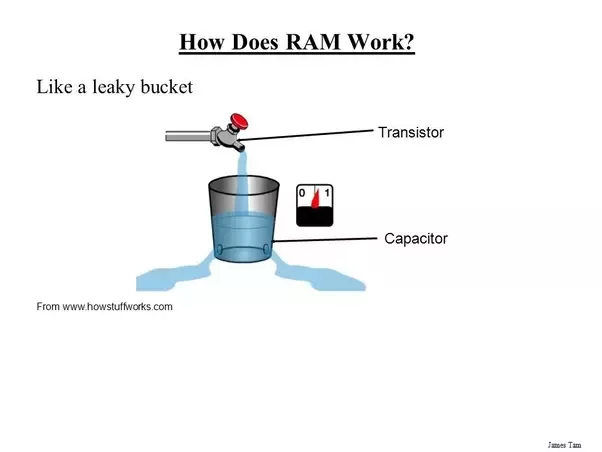 How Does RAM Work?
Like a leaky bucket
Transistor
0 1
Capacitor
From www.howstuffworks.com
James Tam